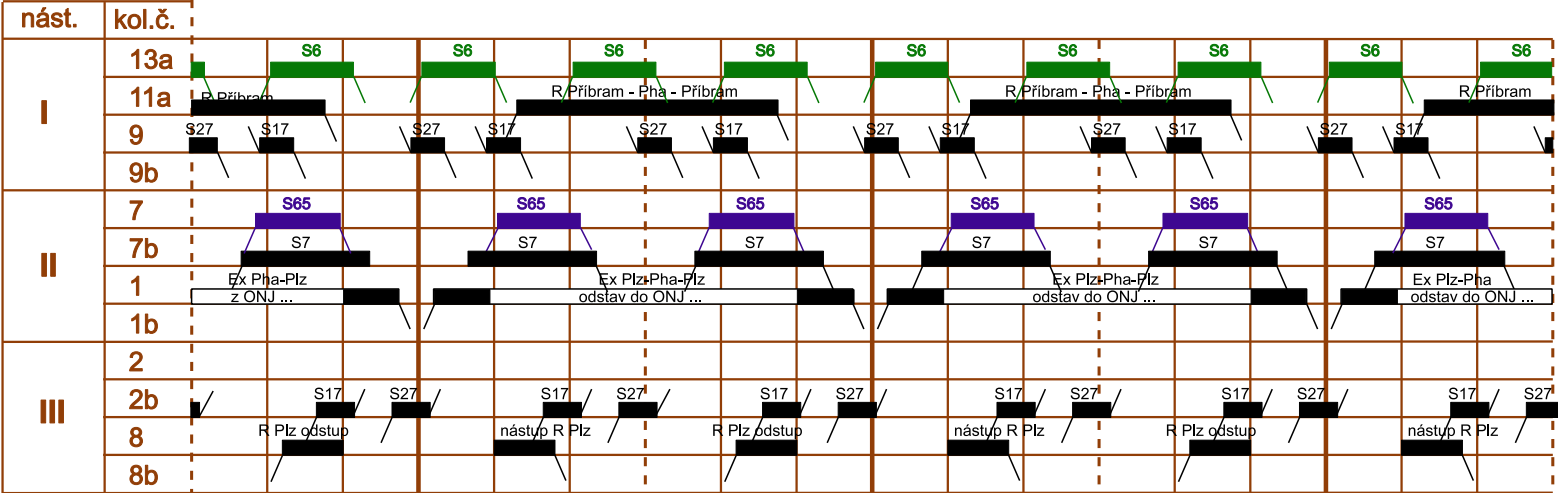 nást. kol.č.
13a S6 S6 S6 S6 S6 S6 S6 S6 S6
I 11a R Příbram R Příbram - Pha - Příbram R Příbram - Pha - Příbram R Příbram
9 S27 S17 S27 S17 S27 S17 S27 S17 S27 S17 S27 S17
9b
7 S65 S65 S65 S65 S65 S65
7b S7 S7 S7 S7 S7 S7
II
Ex Pha-Plz Ex Plz-Pha-Plz Ex Plz-Pha-Plz Ex Plz-Pha
1 z ONJ ... odstav do ONJ ... odstav do ONJ ... odstav do ONJ ...
1b
2
2b S17 S27 S17 S27 S17 S27 S17 S27 S17 S27 S17 S27
III
8 R Plz odstup nástup R Plz R Plz odstup nástup R Plz R Plz odstup nástup R Plz
8b